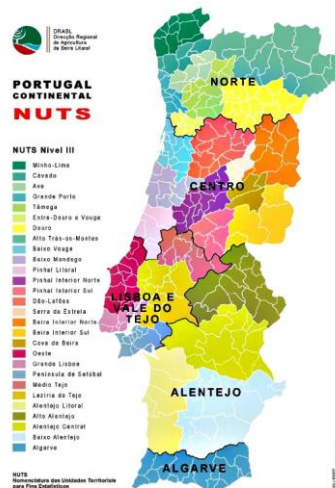 DRABL
Direcção Regional
de Agricultura
da Beira Litoral
PORTUGAL
CONTINENTAL
NUTS
NUTS Nível III
Minho-Lima
Cávado
Ave
Grande Porto
Tâmega
Entre-Douro e Vouga
Douro
Alto Trás-os-Montes
Baixo Vouga
Baixo Mondego
Pinhal Litoral
Pinhal Interior Norte
Pinhal Interior Sul
Dão-Lafões
Serra da Estrela
Beira Interior Norte
Beira Interior Sul
Cova da Beira
Oeste
Grande Lisboa
Península de Setúbal
Médio Tejo
Lezíria do Tejo
Alentejo Litoral
Alto Alentejo
Alentejo Central
Baixo Alentejo
Algarve
NORTE
CENTRO
LISBOA E
VALE DO
TEJO
ALENTEJO
ALGARVE
NUTS
Nomenclatura das Unidades Territoriais
para Fins Estatísticos